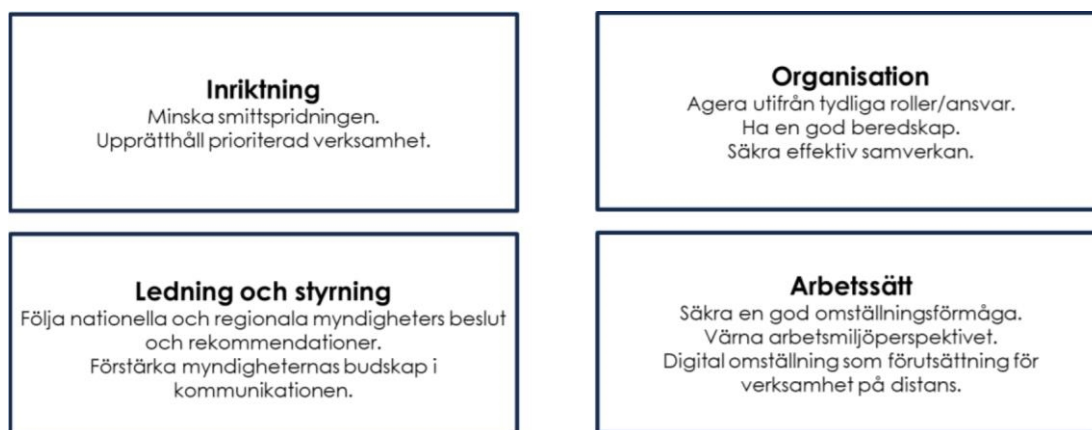 Inriktning
Minska smittspridningen.
Upprätthåll prioriterad verksamhet.
Organisation
Agera utifrån tydliga roller/ansvar.
Ha en god beredskap.
Säkra effektiv samverkan.
Ledning och styrning
Följa nationella och regionala myndigheters beslut
och rekommendationer.
Förstärka myndigheternas budskap i
kommunikationen.
Arbetssätt
Säkra en god omställningsförmåga.
Värna arbetsmiljöperspektivet.
Digital omställning som förutsättning för
verksamhet på distans.